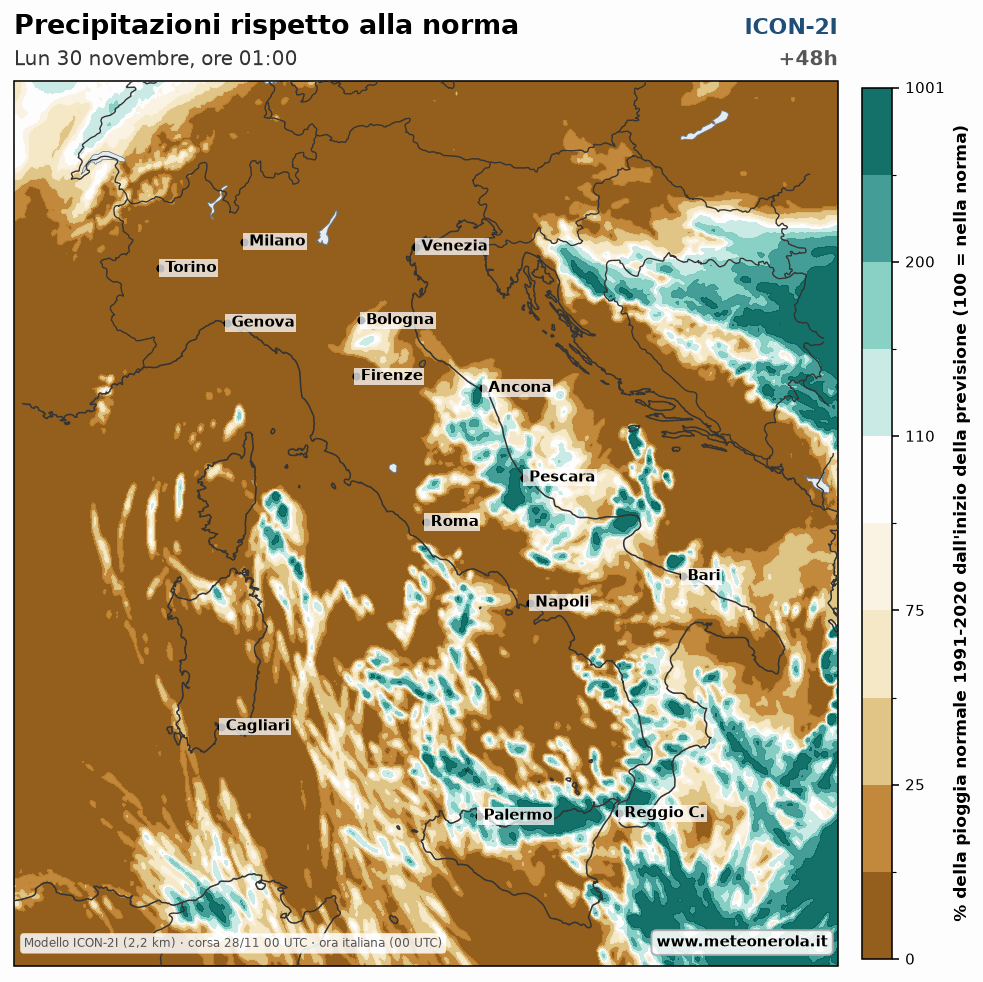 Precipitazioni rispetto alla norma
ICON-2I
Lun 30 novembre, ore 01:00
+48h
1001
200
110
75
25
0
% della pioggia normale 1991-2020 dall'inizio della previsione (100 = nella norma)
Milano
Venezia
Torino
Bologna
Genova
Firenze
Ancona
Pescara
Roma
Bari
Napoli
Cagliari
Palermo
Reggio C.
Modello ICON-2I (2,2 km) · corsa 28/11 00 UTC · ora italiana (00 UTC)
www.meteonerola.it